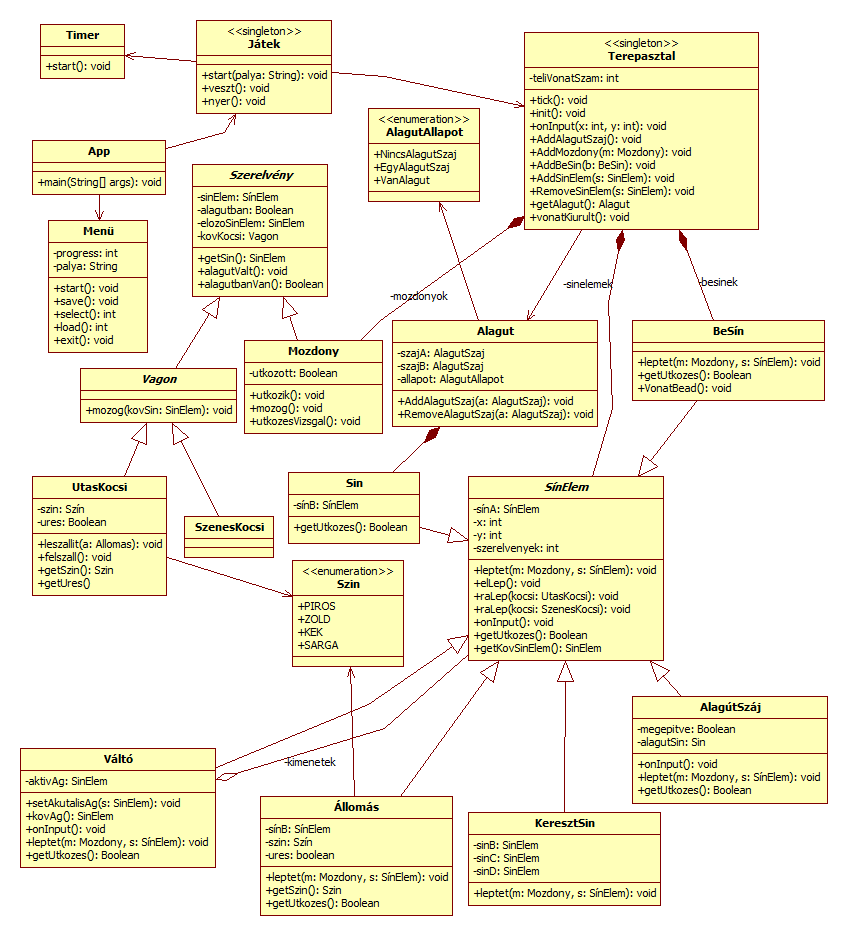 Timer
+start(): void
<<singleton>>
Játek
+start(palya: String): void
+veszt(): void
+nyer(): void
<<singleton>>
Terepasztal
-teliVonatSzam: int
+tick(): void
+init(): void
+onInput(x: int, y: int): void
+AddAlagutSzaj(): void
+AddMozdony(m: Mozdony): void
+AddBeSin(b: BeSin): void
+AddSinElem(s: SinElem): void
+RemoveSinElem(s: SinElem): void
+getAlagut(): Alagut
+vonatKiurult(): void
<<enumeration>>
AlagutAllapot
+NincsAlagutSzaj
+EgyAlagutSzaj
+VanAlagut
App
+main(String[] args): void
Szerelvény
-sinElem: SínElem
-alagutban: Boolean
-elozoSinElem: SinElem
-kovKocsi: Vagon
+getSin(): SinElem
+alagutValt(): void
+alagutbanVan(): Boolean
Menü
-progress: int
-palya: String
+start(): void
+save(): void
+select(): int
+load(): int
+exit(): void
-mozdonyok
-sinelemek
-besinek
Vagon
+mozog(kovSin: SinElem): void
Mozdony
-utkozott: Boolean
+utkozik(): void
+mozog(): void
+utkozesVizsgal(): void
Alagut
-szajA: AlagutSzaj
-szajB: AlagutSzaj
-allapot: AlagutAllapot
+AddAlagutSzaj(a: AlagutSzaj): void
+RemoveAlagutSzaj(a: AlagutSzaj): void
BeSín
+leptet(m: Mozdony, s: SínElem): void
+getUtkozes(): Boolean
+VonatBead(): void
UtasKocsi
-szin: Szín
-ures: Boolean
+leszallit(a: Allomas): void
+felszall(): void
+getSzin(): Szin
+getUres()
SzenesKocsi
Sin
-sínB: SínElem
+getUtkozes(): Boolean
SínElem
-sínA: SínElem
-x: int
-y: int
-szerelvenyek: int
+leptet(m: Mozdony, s: SínElem): void
+elLep(): void
+raLep(kocsi: UtasKocsi): void
+raLep(kocsi: SzenesKocsi): void
+onInput(): void
+getUtkozes(): Boolean
+getKovSinElem(): SinElem
<<enumeration>>
Szin
+PIROS
+ZOLD
+KEK
+SARGA
AlagútSzáj
-megepitve: Boolean
-alagutSin: Sin
+onInput(): void
+leptet(m: Mozdony, s: SínElem): void
+getUtkozes(): Boolean
-kimenetek
Váltó
-aktivAg: SinElem
+setAkutalisAg(s: SinElem): void
+kovAg(): SinElem
+onInput(): void
+leptet(m: Mozdony, s: SínElem): void
+getUtkozes(): Boolean
Állomás
-sínB: SínElem
-szin: Szín
-ures: boolean
+leptet(m: Mozdony, s: SínElem): void
+getSzin(): Szin
+getUtkozes(): Boolean
KeresztSin
-sinB: SinElem
-sinC: SinElem
-sinD: SinElem
+leptet(m: Mozdony, s: SínElem): void